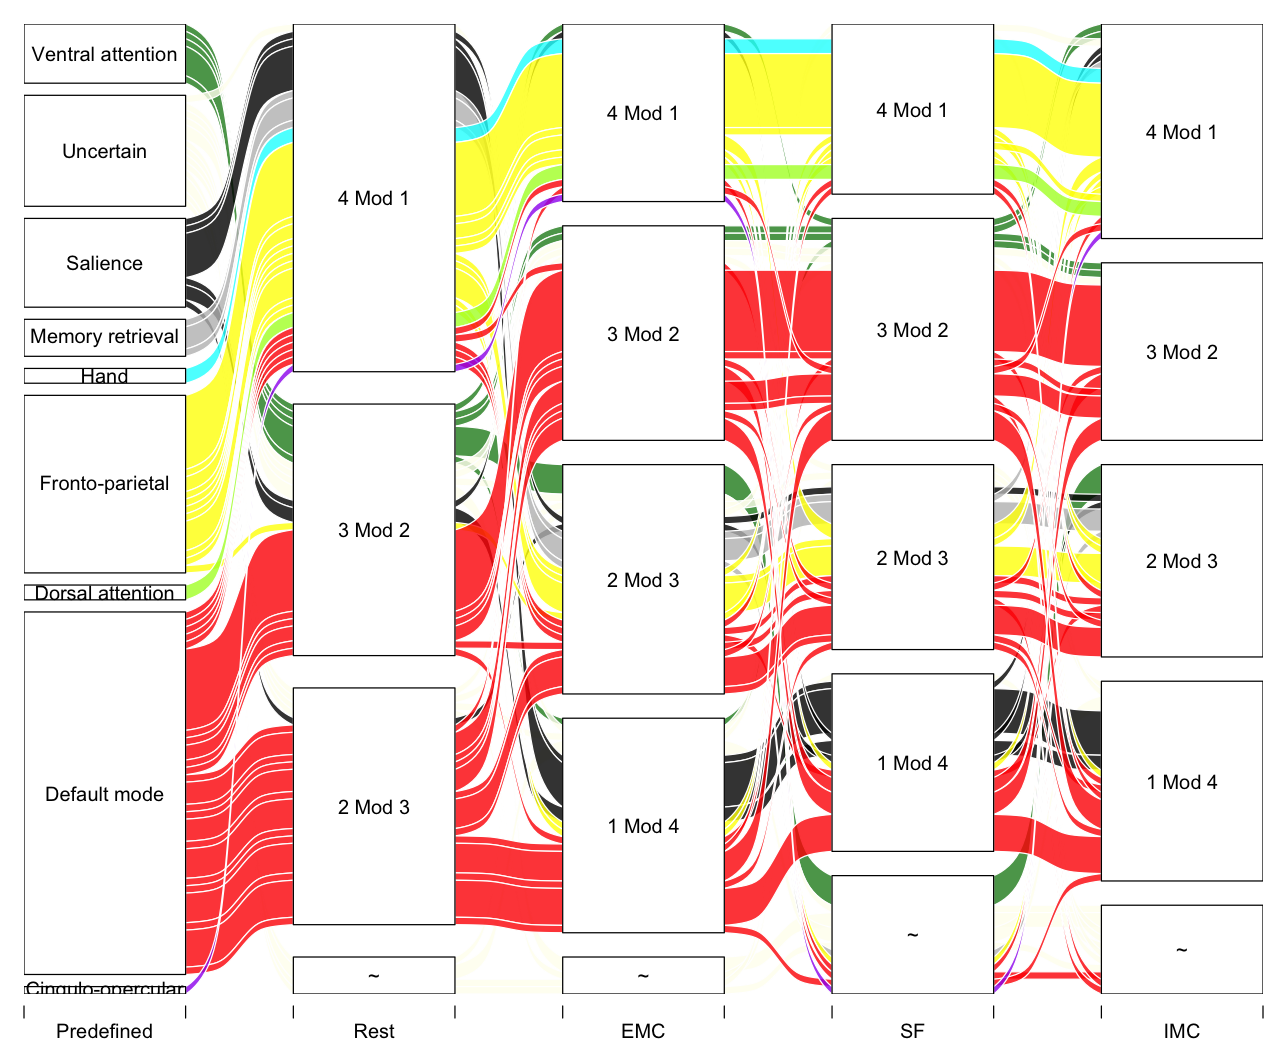 Ventral attention
Uncertain
Salience
Memory retrieval
Hand
Fronto-parietal
Dorsal attention
Default mode
Cingulo-opercular
4 Mod 1
3 Mod 2
2 Mod 3
~
4 Mod 1
3 Mod 2
2 Mod 3
1 Mod 4
~
4 Mod 1
3 Mod 2
2 Mod 3
1 Mod 4
~
4 Mod 1
3 Mod 2
2 Mod 3
1 Mod 4
~
Predefined
Rest
EMC
SF
IMC